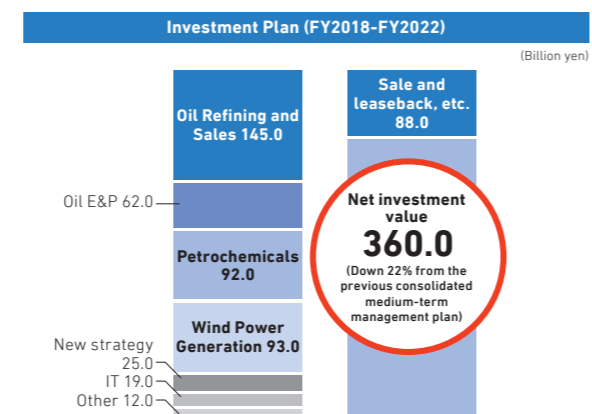 Investment Plan (FY2018-FY2022)
(Billion yen)
Oil Refining and
Sales 145.0
Oil E&P 62.0
Petrochemicals
92.0
Wind Power
Generation 93.0
New strategy
25.0
IT 19.0
Other 12.0
Sale and
leaseback, etc.
88.0
Net investment
value
360.0
(Down 22% from the
previous consolidated
medium-term
management plan)